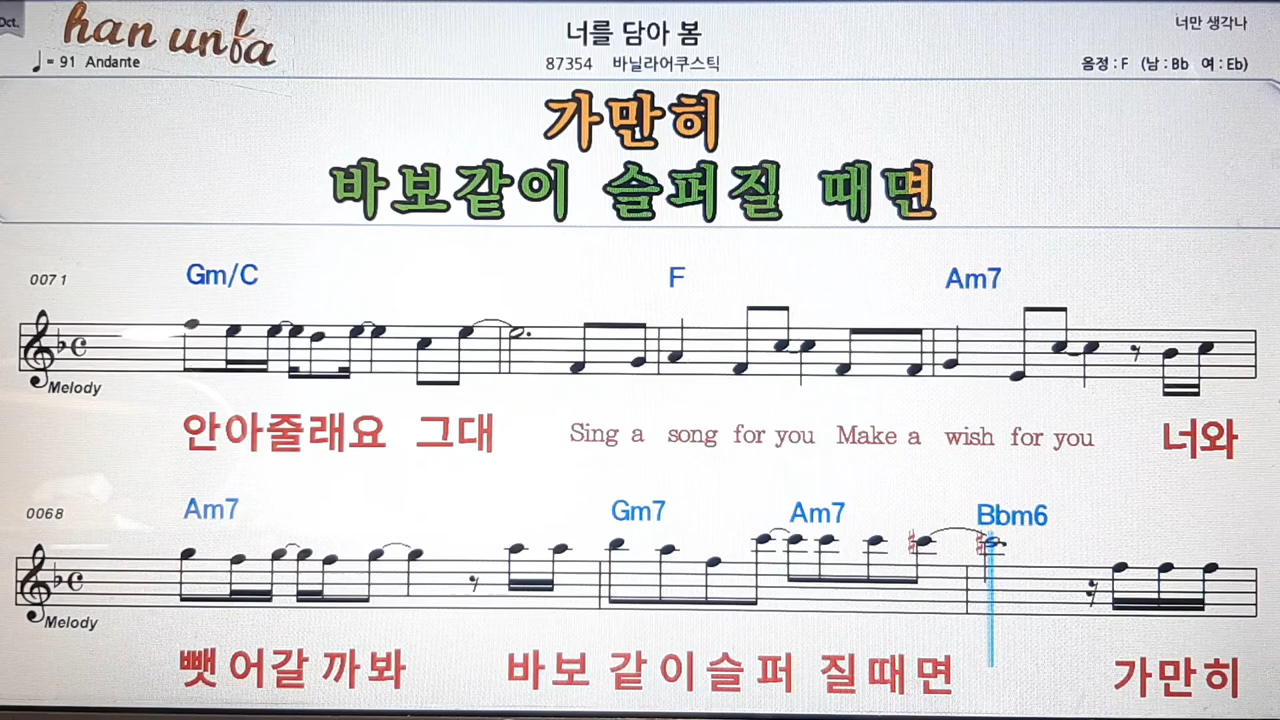 Oct.
han unfa
너를 담아 봄
너만 생각나
♩= 91 Andante
87354 바닐라어쿠스틱
음정 : F (남 : Bb 여 : Eb)
가만히
바보같이 슬퍼질 때면
0071
Gm/C F Am7
Melody
안아줄래요 그대 Sing a song for you Make a wish for you 너와
0068
Am7 Gm7 Am7 Bbm6
Melody
뺏 어갈 까 봐 바보 같 이 슬 퍼 질 때 면 가만히